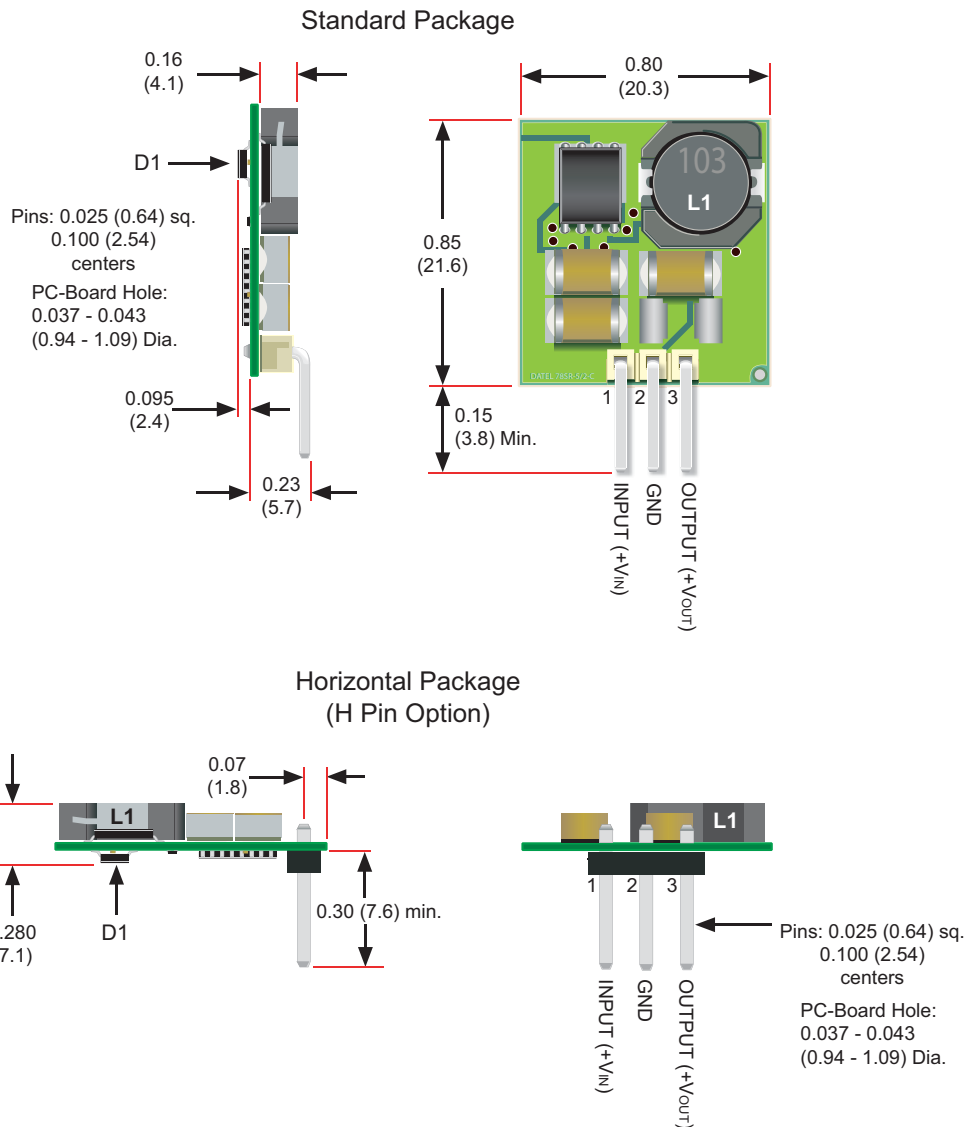 Standard Package
0.16
(4.1)
0.80
(20.3)
D1
103
L1
Pins: 0.025 (0.64) sq.
0.100 (2.54)
centers
PC-Board Hole:
0.037 - 0.043
(0.94 - 1.09) Dia.
0.85
(21.6)
DATEL 78SR-5/2-C
0.095
(2.4)
1 2 3
0.15
(3.8) Min.
0.23
(5.7)
INPUT (+VIN)
GND
OUTPUT (+VOUT)
Horizontal Package
(H Pin Option)
0.07
(1.8)
L1
L1
1 2 3
0.30 (7.6) min.
.280
7.1)
D1
Pins: 0.025 (0.64) sq.
0.100 (2.54)
centers
PC-Board Hole:
0.037 - 0.043
(0.94 - 1.09) Dia.
INPUT (+VIN)
GND
OUTPUT (+VOUT)